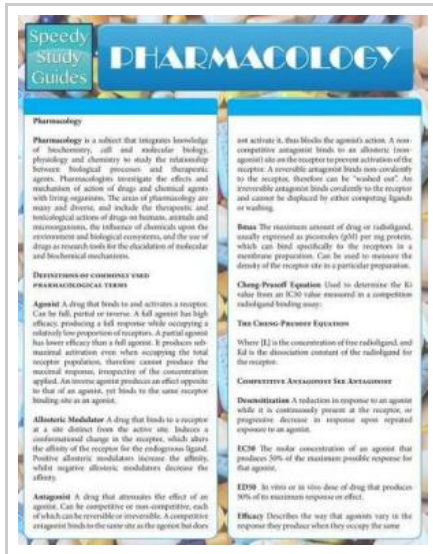 Speedy
Study
Guides
PHARMACOLOGY
Pharmacology
Pharmacology is a subject that integrates knowledge
of biochemistry, cell and molecular biology,
physiology and chemistry to study the relationship
between biological processes and therapeutic
agents. Pharmacologists investigate the effects and
mechanism of action of drugs and chemical agents
with living organisms. The areas of pharmacology are
many and diverse, and include the therapeutic and
toxicological actions of drugs on humans, animals and
microorganisms, the influence of chemicals upon the
environment and biological ecosystems, and the use of
drugs as research tools for the elucidation of molecular
and biochemical mechanisms.
DEFINITIONS OF COMMONLY USED
PHARMACOLOGICAL TERMS
Agonist A drug that binds to and activates a receptor.
Can be full, partial or inverse. A full agonist has high
efficacy, producing a full response while occupying a
relatively low proportion of receptors. A partial agonist
has lower efficacy than a full agonist. It produces sub-
maximal activation even when occupying the total
receptor population, therefore cannot produce the
maximal response, irrespective of the concentration
applied. An inverse agonist produces an effect opposite
to that of an agonist, yet binds to the same receptor
binding-site as an agonist.
Allosteric Modulator A drug that binds to a receptor
at a site distinct from the active site. Induces a
conformational change in the receptor, which alters
the affinity of the receptor for the endogenous ligand.
Positive allosteric modulators increase the affinity,
whilst negative allosteric modulators decrease the
affinity.
Antagonist A drug that attenuates the effect of an
agonist. Can be competitive or non-competitive, each
of which can be reversible or irreversible. A competitive
antagonist binds to the same site as the agonist but does
not activate it, thus blocks the agonist's action. A non-
competitive antagonist binds to an allosteric (non-
agonist) site on the receptor to prevent activation of the
receptor. A reversible antagonist binds non-covalently
to the receptor, therefore can be "washed out". An
irreversible antagonist binds covalently to the receptor
and cannot be displaced by either competing ligands
or washing.
Bmax The maximum amount of drug or radioligand,
usually expressed as picomoles (pM) per mg protein,
which can bind specifically to the receptors in a
membrane preparation. Can be used to measure the
density of the receptor site in a particular preparation.
Cheng-Prusoff Equation Used to determine the Ki
value from an IC50 value measured in a competition
radioligand-binding assay:
THE CHENG-PRUSOFF EQUATION
Where [L] is the concentration of free radioligand, and
Kd is the dissociation constant of the radioligand for
the receptor.
COMPETITIVE ANTAGONIST SEE ANTAGONIST
Desensitization A reduction in response to an agonist
while it is continuously present at the receptor, or
progressive decrease in response upon repeated
exposure to an agonist.
EC50 The molar concentration of an agonist that
produces 50% of the maximum possible response for
that agonist.
ED50 In vitro or in vivo dose of drug that produces
50% of its maximum response or effect.
Efficacy Describes the way that agonists vary in the
response they produce when they occupy the same